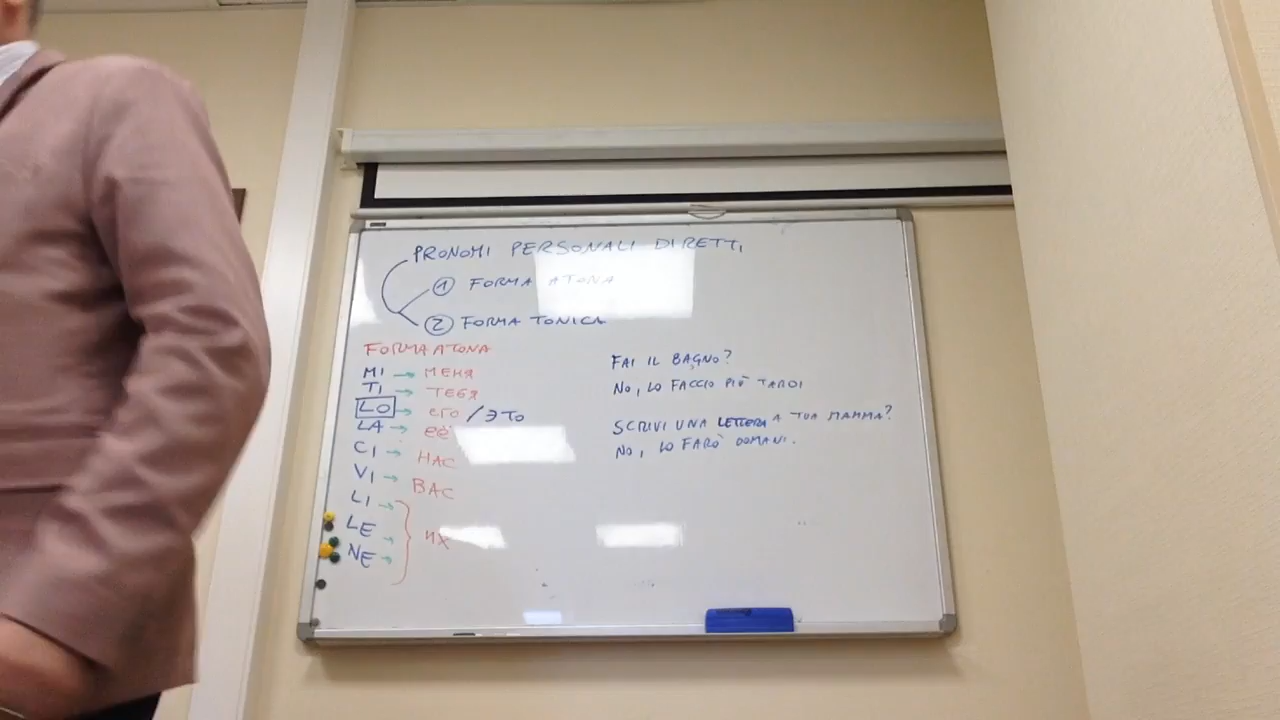 PRONOMI PERSONALI DIRETTI
1 FORMA ATONA
2 FORMA TONICA
FORMA ATONA
MI → МЕНЯ
TI → ТЕБЯ
LO → его / ЭТО
LA → её
CI → НАС
VI → ВАС
LI →
LE → их
NE →
FAI IL BAGNO?
NO, LO FACCIO PIÈ TARDI
SCRIVI UNA LETTERA A TUA MAMMA?
NO, LO FARÒ DOMANI.